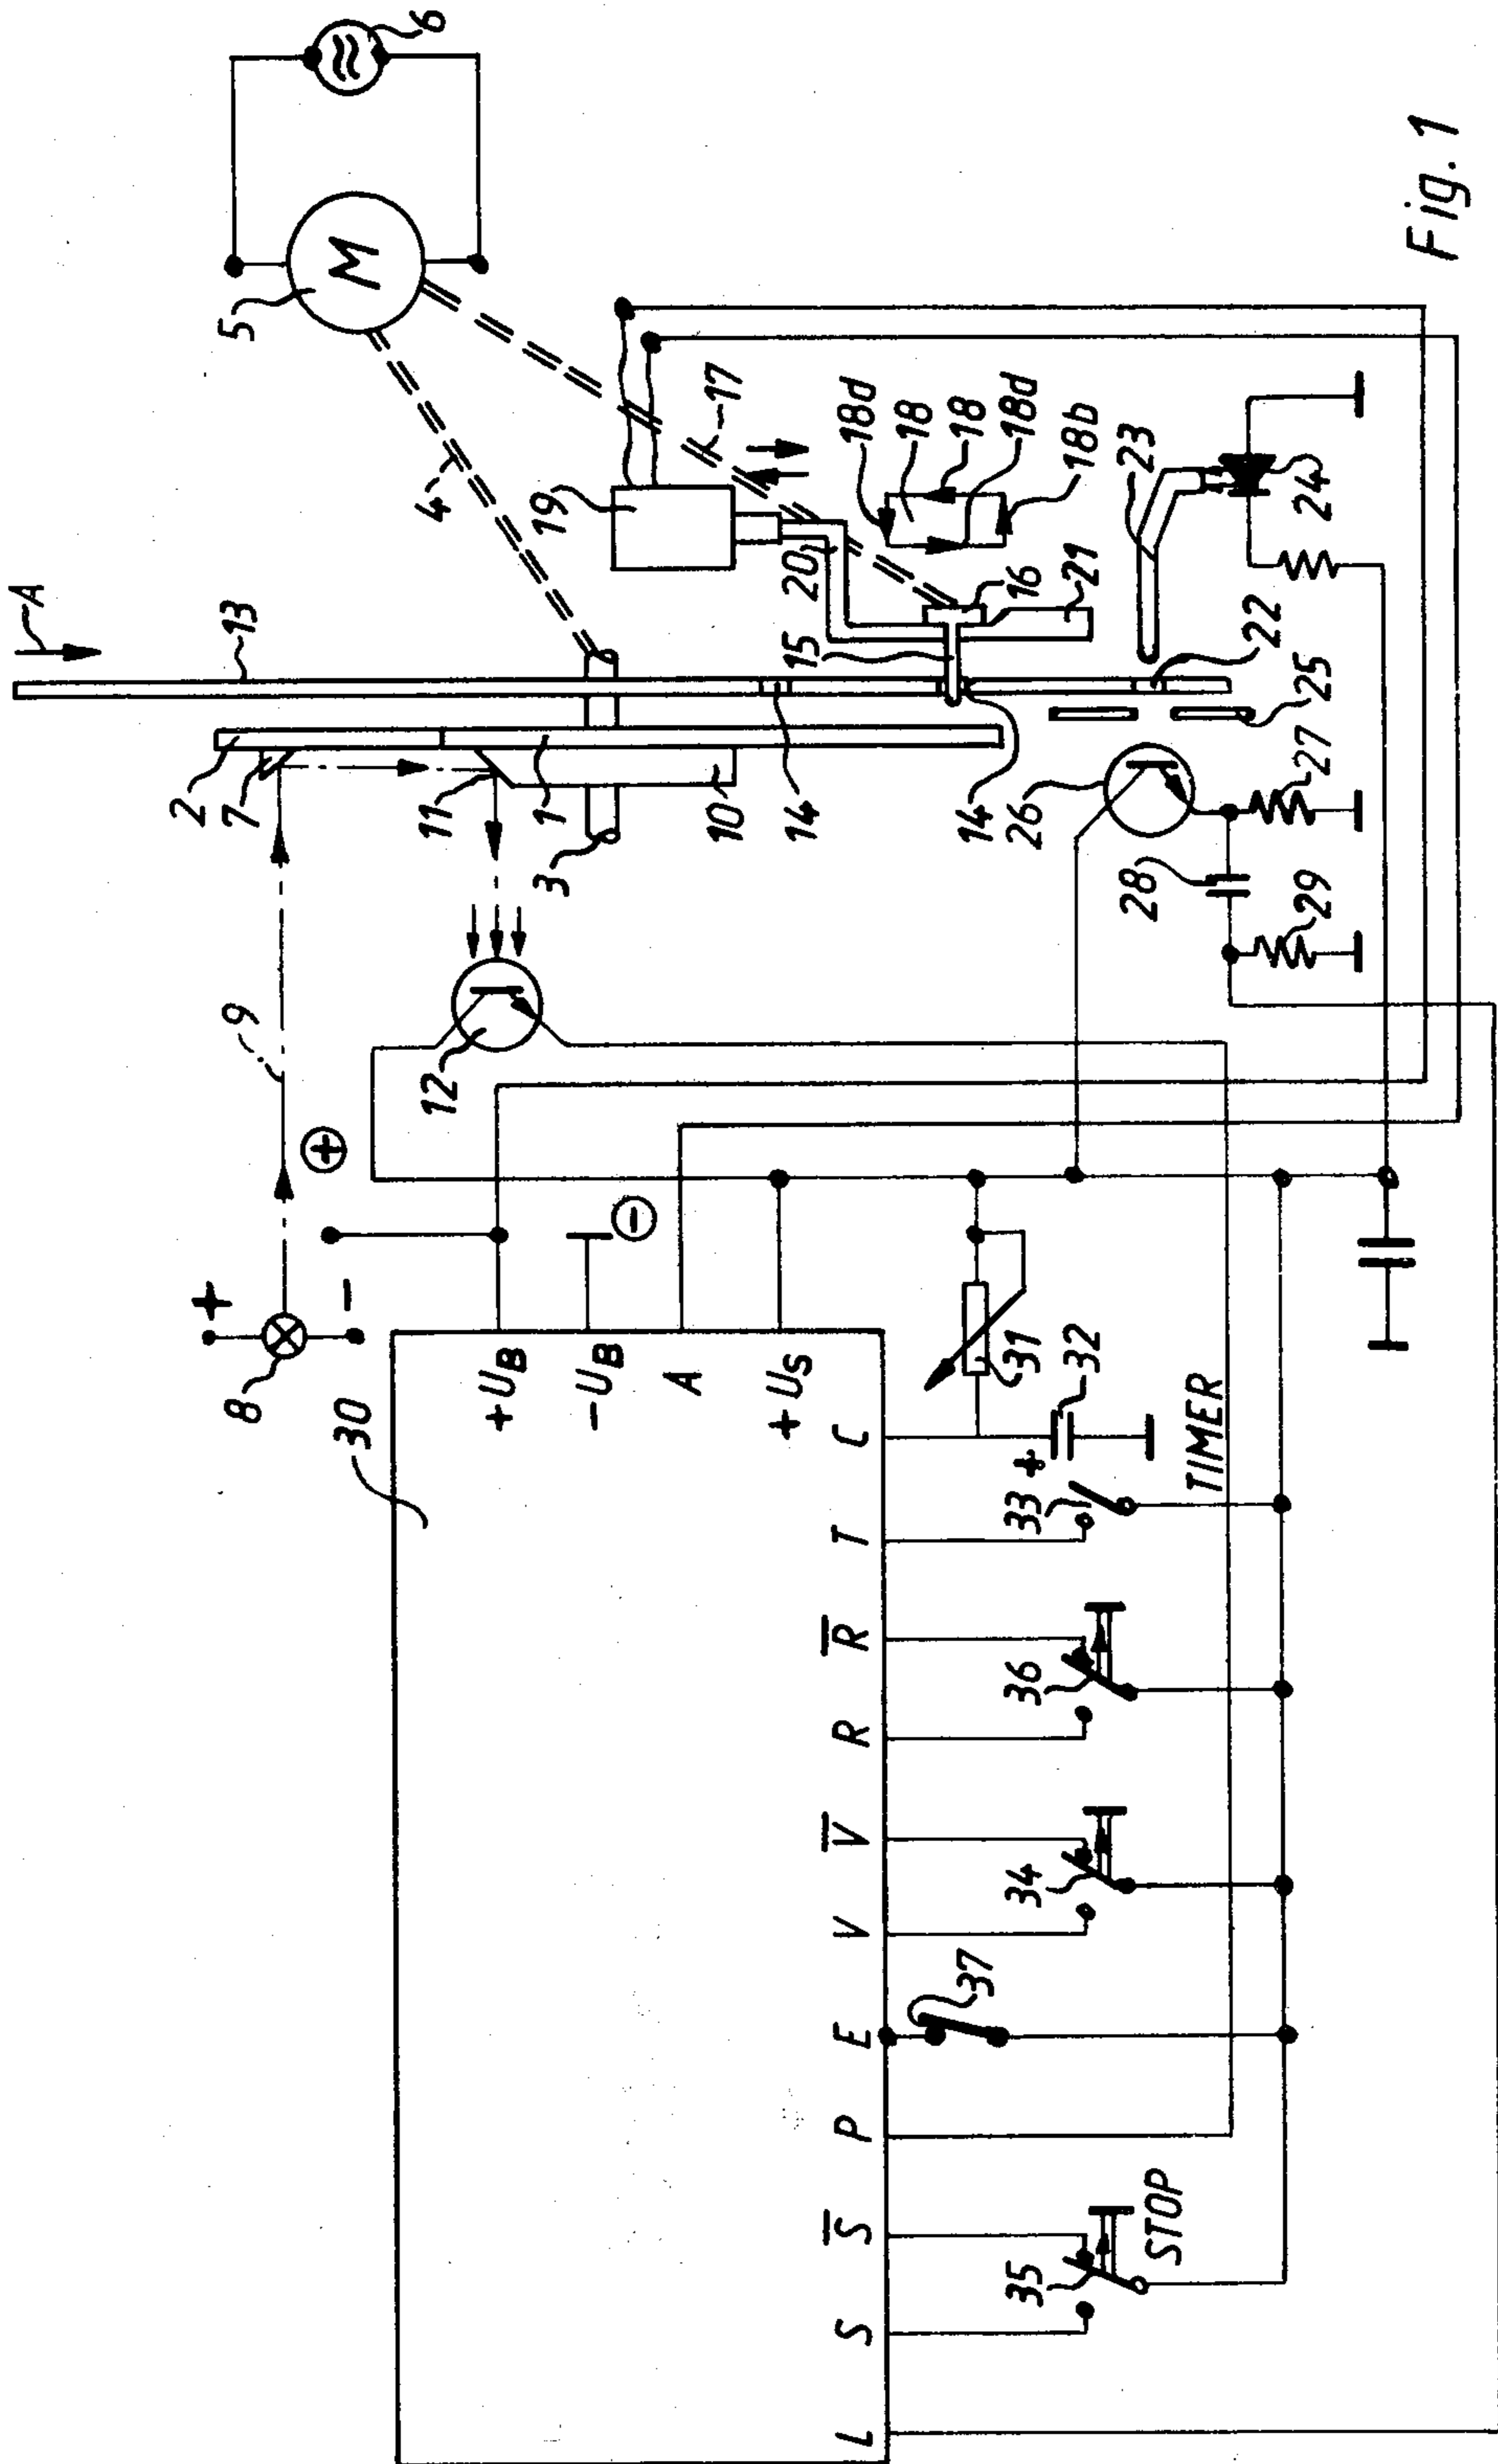 Fig. 1
6
M
5
A
4
17
18d
18
18
18d
18b
19
13
20
16
21
23
24
15
22
25
2
7
11
1
10
14
14
26
27
3
28
29
9
12
+
−
8
+
−
30
+UB
−UB
A
+US
C
31
32
+
T
33
TIMER
R̅
36
R
V̅
34
V
E
37
P
S̅
35
STOP
S
L